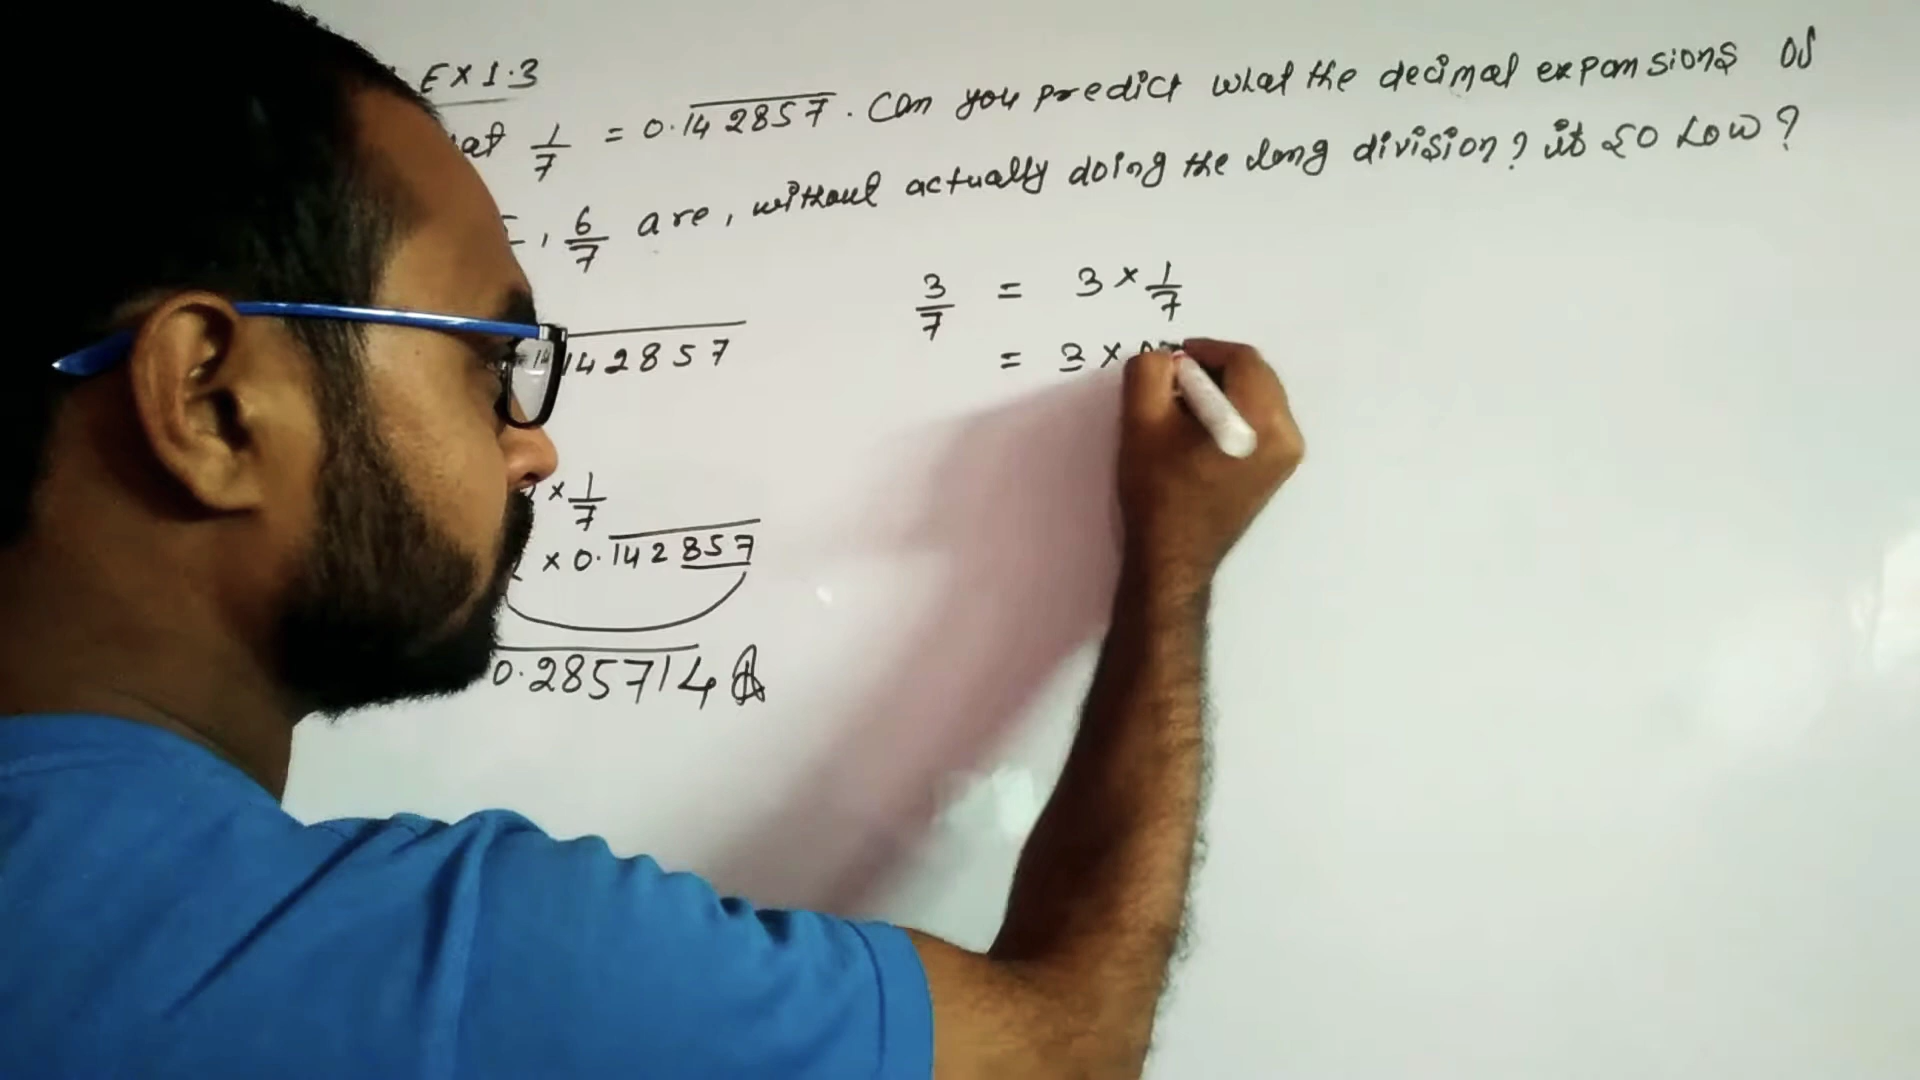 EX 1.3
at 1/7 = 0.142857. Can you predict what the decimal expansions of
, 6/7 are, without actually doing the long division? if so how?
142857
× 1/7
× 0.142857
0.285714
3/7 = 3 × 1/7
= 3 ×